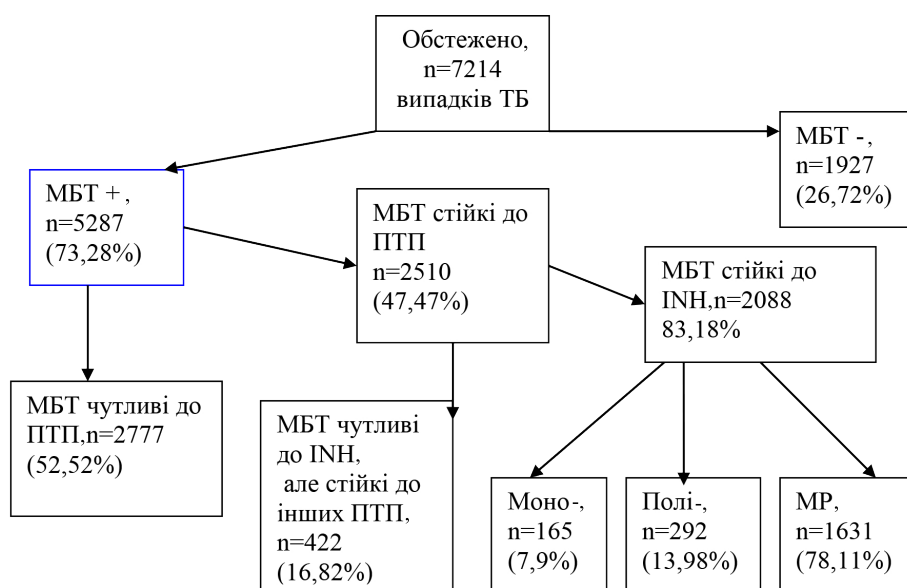 Обстежено,
n=7214
випадків ТБ
МБТ -,
n=1927
(26,72%)
МБТ + ,
n=5287
(73,28%)
МБТ стійкі до
ПТП
n=2510
(47,47%)
МБТ стійкі до
INH,n=2088
83,18%
МБТ чутливі до
ПТП,n=2777
(52,52%)
МБТ чутливі
до INH,
але стійкі до
інших ПТП,
n=422
(16,82%)
Моно-,
n=165
(7,9%)
Полі-,
n=292
(13,98%)
МР,
n=1631
(78,11%)